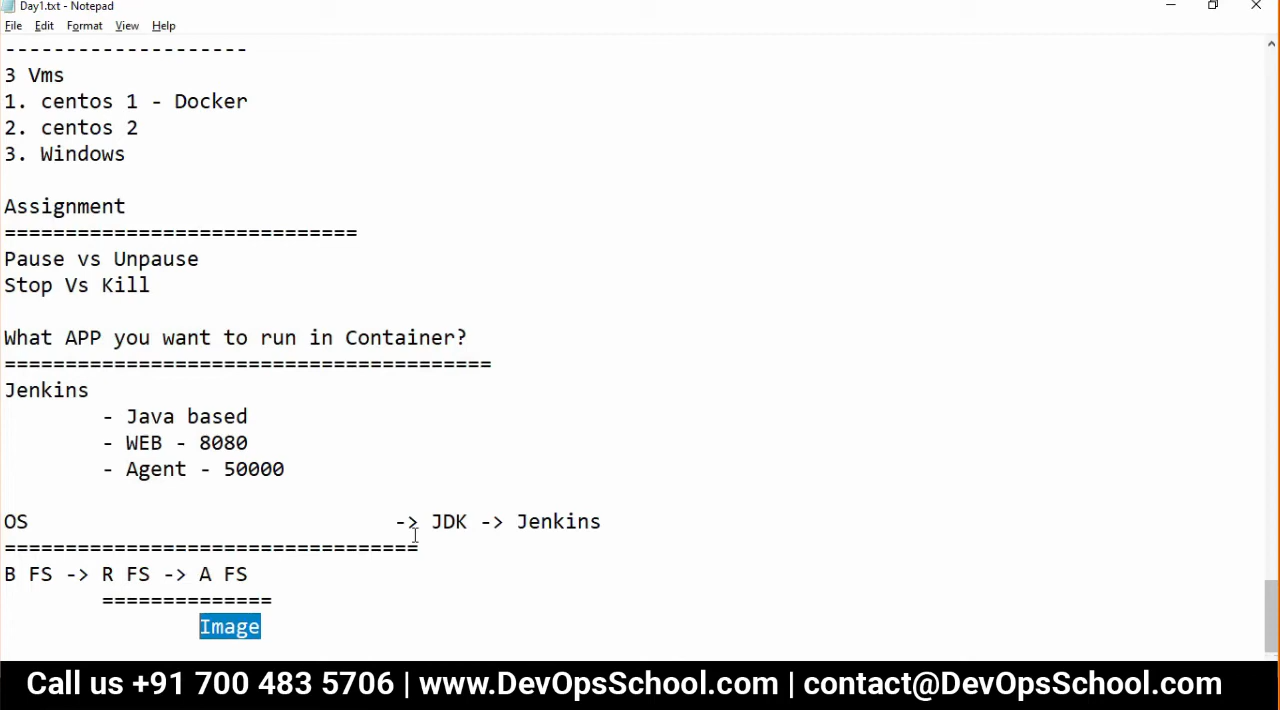 Day1.txt - Notepad
File Edit Format View Help
--------------------
3 Vms
1. centos 1 - Docker
2. centos 2
3. Windows
Assignment
=============================
Pause vs Unpause
Stop Vs Kill
What APP you want to run in Container?
========================================
Jenkins
- Java based
- WEB - 8080
- Agent - 50000
OS -> JDK -> Jenkins
==================================
B FS -> R FS -> A FS
==============
Image
Call us +91 700 483 5706 | www.DevOpsSchool.com | contact@DevOpsSchool.com